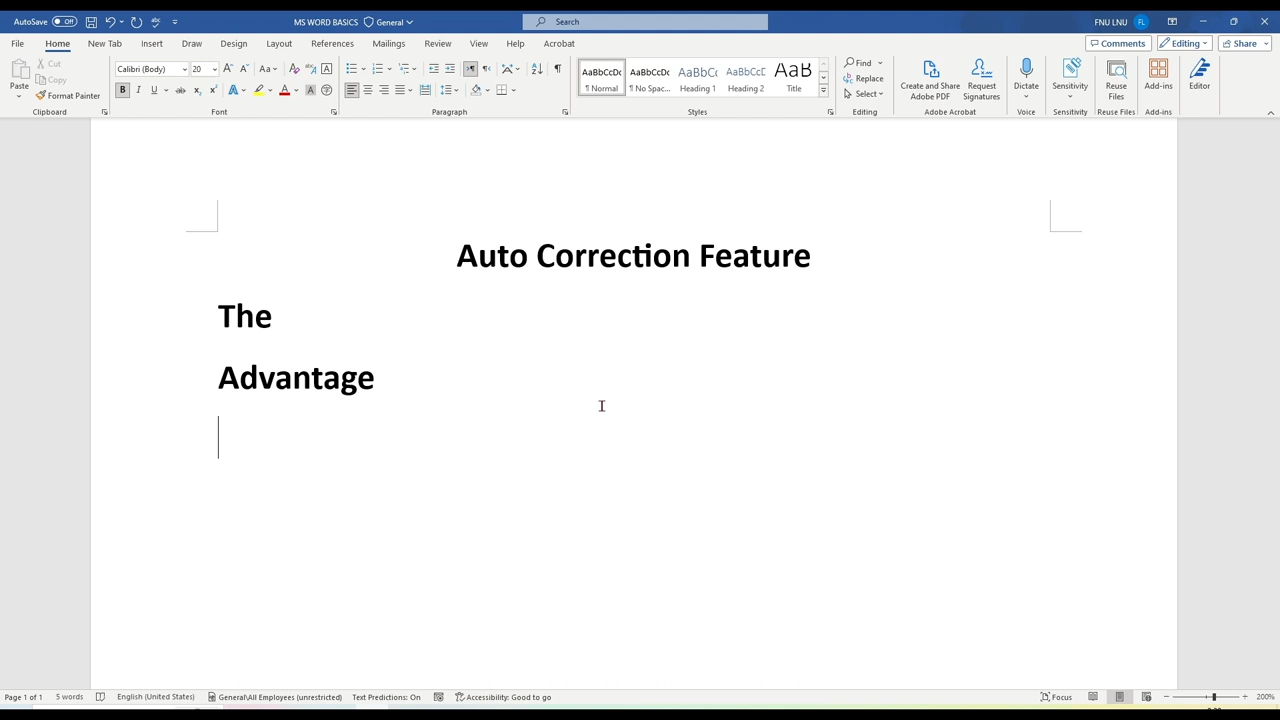 AutoSave Off MS WORD BASICS General Search FNU LNU FL
File Home New Tab Insert Draw Design Layout References Mailings Review View Help Acrobat Comments Editing Share
Paste Cut Copy Format Painter
Calibri (Body) 20
AaBbCcDc AaBbCcDc AaBbCc AaBbCcD AaB
¶ Normal ¶ No Spac... Heading 1 Heading 2 Title
Find Replace Select
Create and Share Adobe PDF Request Signatures Dictate Sensitivity Reuse Files Add-ins Editor
Clipboard Font Paragraph Styles Editing Adobe Acrobat Voice Sensitivity Reuse Files Add-ins
Auto Correction Feature
The
Advantage
Page 1 of 1 5 words English (United States) General\All Employees (unrestricted) Text Predictions: On Accessibility: Good to go Focus 200%